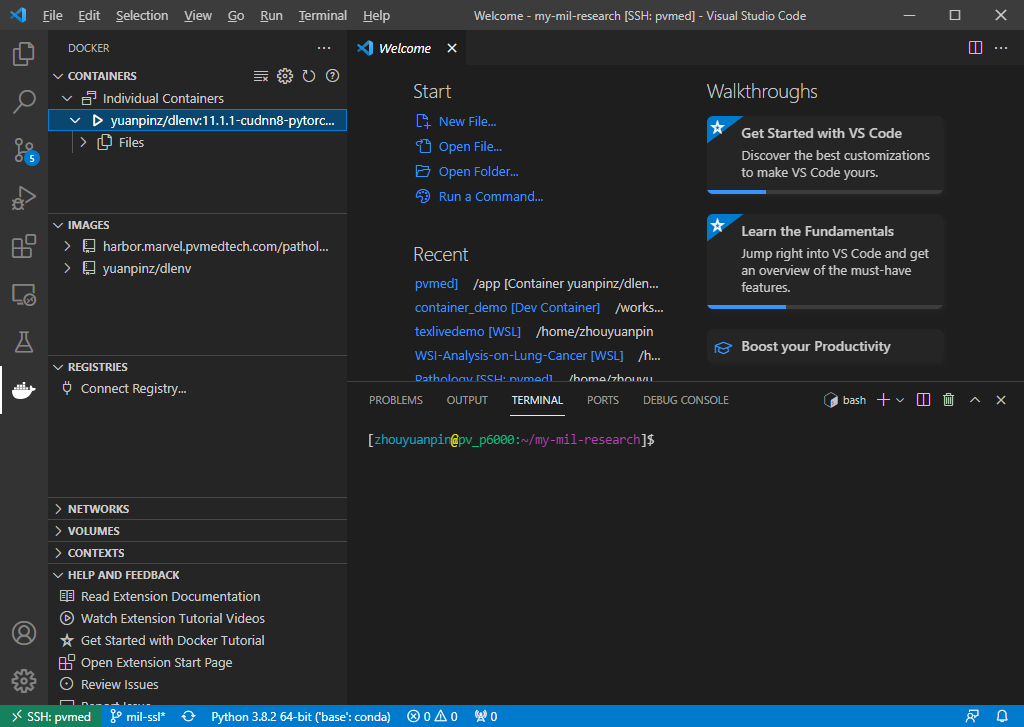 File Edit Selection View Go Run Terminal Help Welcome - my-mil-research [SSH: pvmed] - Visual Studio Code
DOCKER
CONTAINERS
Individual Containers
yuanpinz/dlenv:11.1.1-cudnn8-pytorc...
Files
IMAGES
harbor.marvel.pvmedtech.com/pathol...
yuanpinz/dlenv
REGISTRIES
Connect Registry...
NETWORKS
VOLUMES
CONTEXTS
HELP AND FEEDBACK
Read Extension Documentation
Watch Extension Tutorial Videos
Get Started with Docker Tutorial
Open Extension Start Page
Review Issues
Report Issue
5
Welcome
Start
New File...
Open File...
Open Folder...
Run a Command...
Recent
pvmed] /app [Container yuanpinz/dlen...
container_demo [Dev Container] /works...
texlivedemo [WSL] /home/zhouyuanpin
WSI-Analysis-on-Lung-Cancer [WSL] /h...
Pathology [SSH: pvmed] /home/zhouyu
Walkthroughs
Get Started with VS Code
Discover the best customizations
to make VS Code yours.
Learn the Fundamentals
Jump right into VS Code and get
an overview of the must-have
features.
Boost your Productivity
PROBLEMS OUTPUT TERMINAL PORTS DEBUG CONSOLE bash
[zhouyuanpin@pv_p6000:~/my-mil-research]$
SSH: pvmed mil-ssl* Python 3.8.2 64-bit ('base': conda) 0 0 0